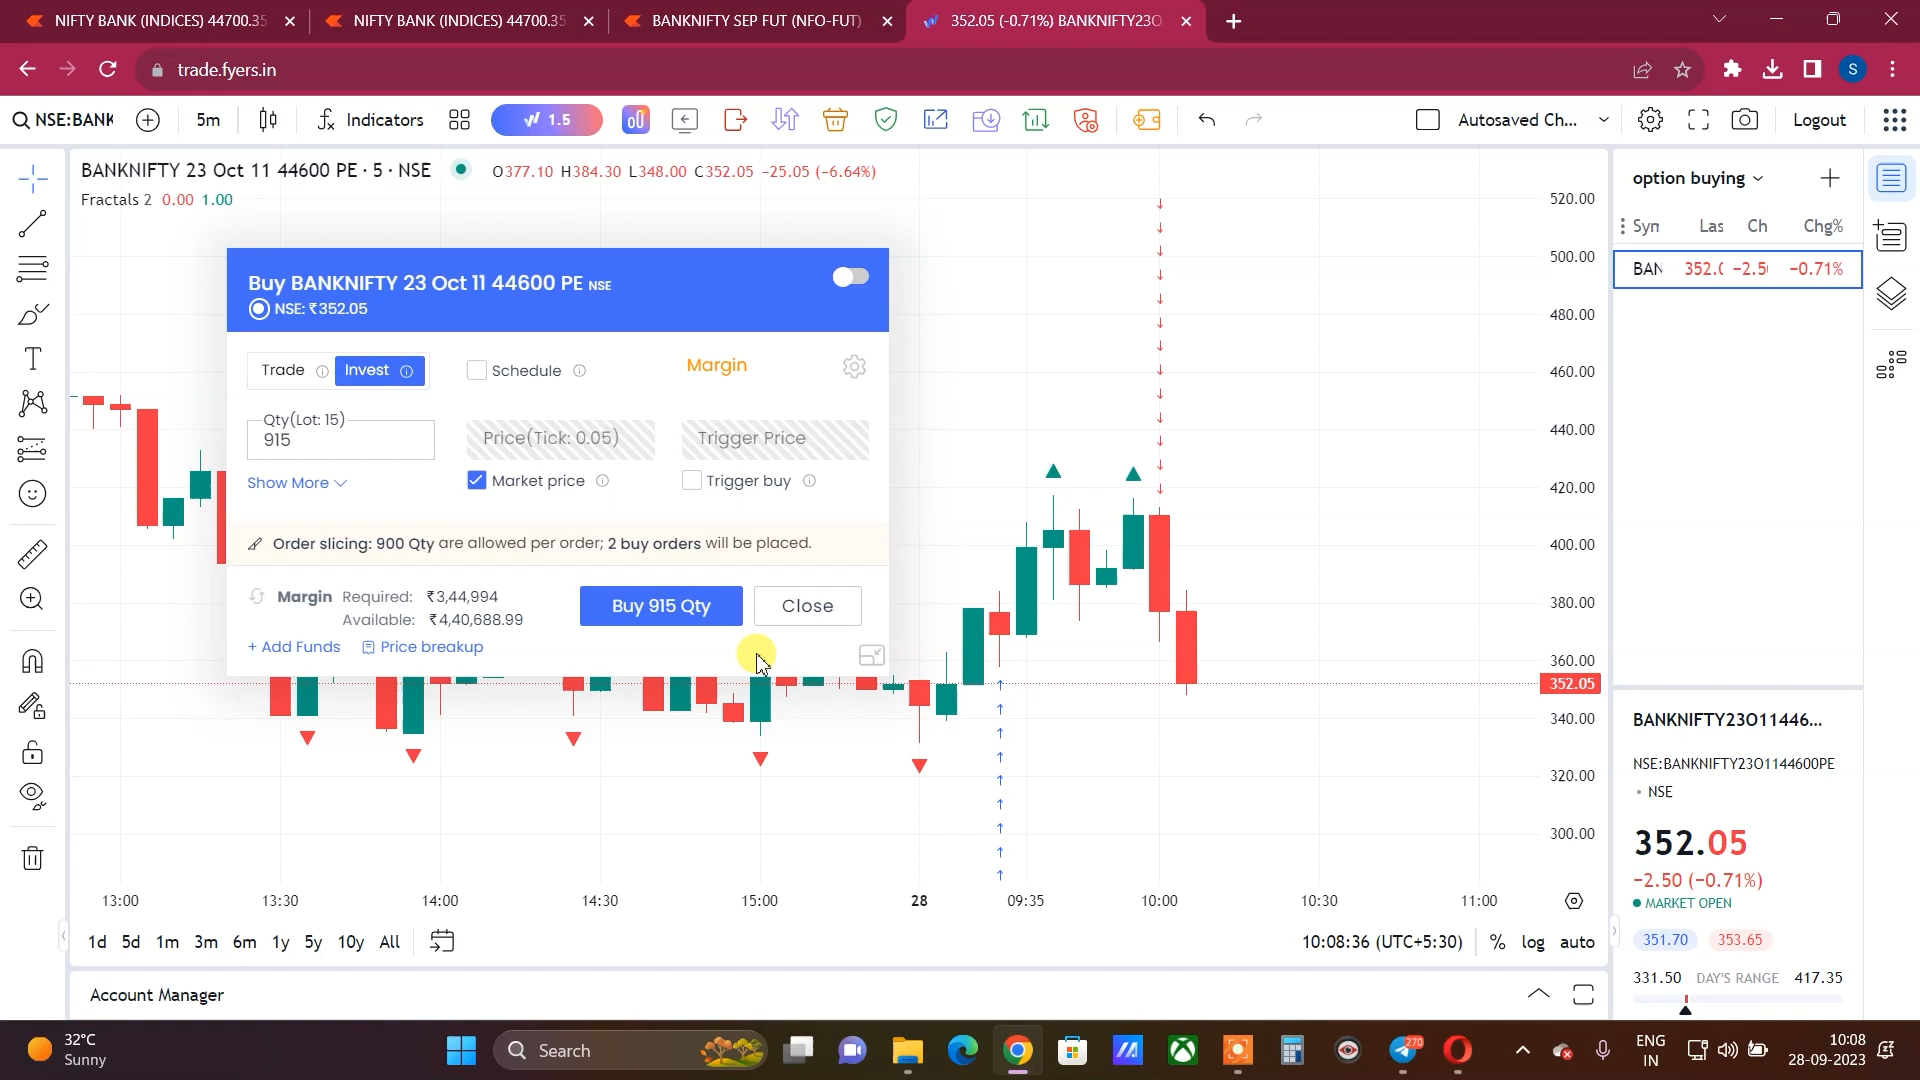 NIFTY BANK (INDICES) 44700.35
NIFTY BANK (INDICES) 44700.35
BANKNIFTY SEP FUT (NFO-FUT)
352.05 (-0.71%) BANKNIFTY23O
trade.fyers.in
S
NSE:BANK
5m
Indicators
1.5
Autosaved Ch...
Logout
BANKNIFTY 23 Oct 11 44600 PE · 5 · NSE
O377.10 H384.30 L348.00 C352.05 −25.05 (−6.64%)
Fractals 2 0.00 1.00
Buy BANKNIFTY 23 Oct 11 44600 PE NSE
NSE: ₹352.05
Trade
Invest
Schedule
Margin
Qty(Lot: 15)
915
Price(Tick: 0.05)
Trigger Price
Show More
Market price
Trigger buy
Order slicing: 900 Qty are allowed per order; 2 buy orders will be placed.
Margin Required: ₹3,44,994
Available: ₹4,40,688.99
Buy 915 Qty
Close
+ Add Funds
Price breakup
520.00
500.00
480.00
460.00
440.00
420.00
400.00
380.00
360.00
352.05
340.00
320.00
300.00
13:00
13:30
14:00
14:30
15:00
28
09:35
10:00
10:30
11:00
1d 5d 1m 3m 6m 1y 5y 10y All
10:08:36 (UTC+5:30)
% log auto
Account Manager
option buying
Sym Las Ch Chg%
BAN 352.0 −2.50 −0.71%
BANKNIFTY23O11446...
NSE:BANKNIFTY23O1144600PE
• NSE
352.05
−2.50 (−0.71%)
MARKET OPEN
351.70 353.65
331.50 DAY'S RANGE 417.35
32°C
Sunny
Search
270
ENG
IN
10:08
28-09-2023